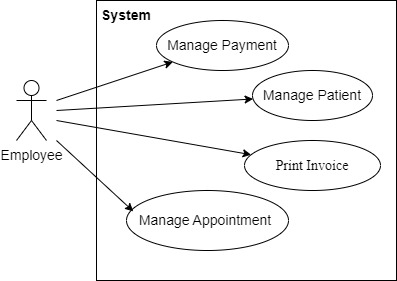 System
Manage Payment
Manage Patient
Employee
Print Invoice
Manage Appointment